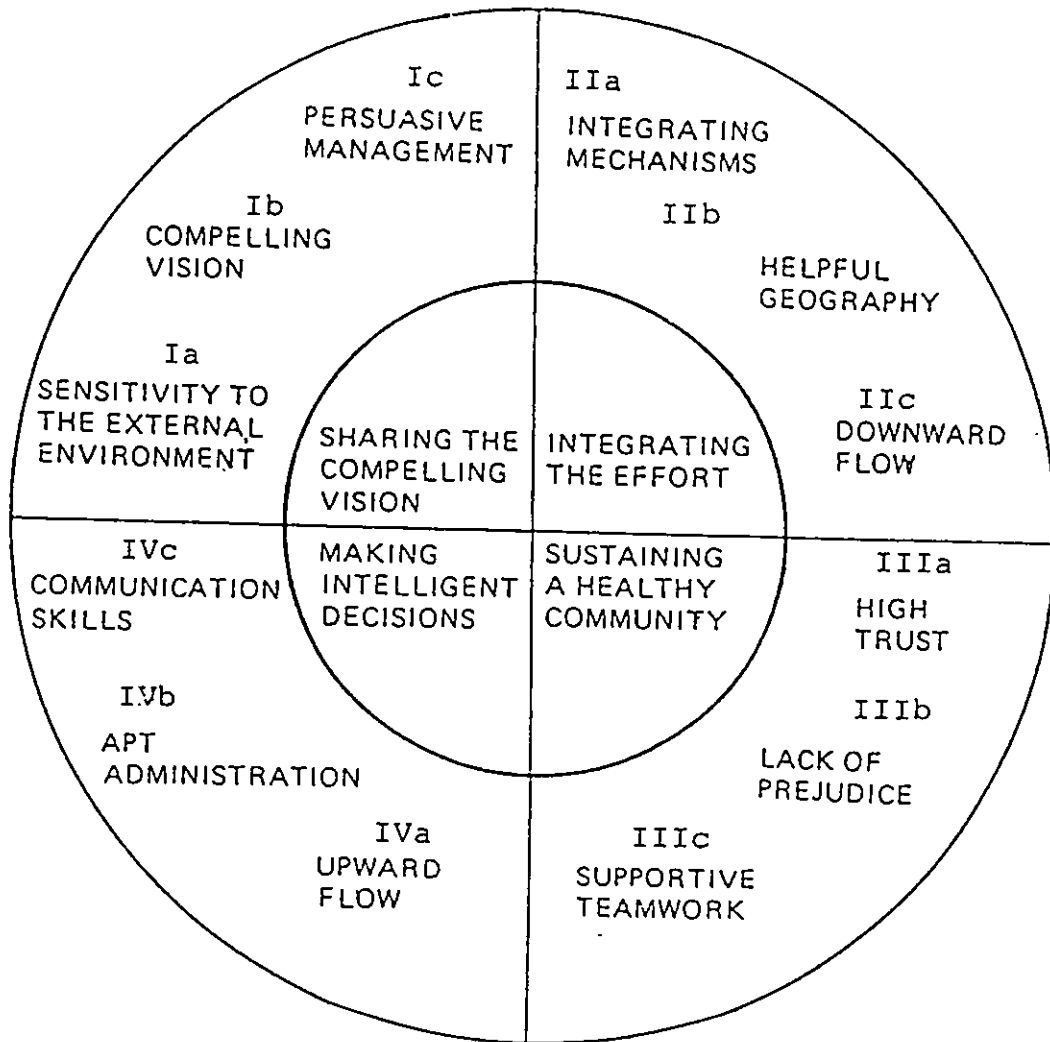 Ic
PERSUASIVE
MANAGEMENT
Ib
COMPELLING
VISION
Ia
SENSITIVITY TO
THE EXTERNAL
ENVIRONMENT
SHARING THE
COMPELLING
VISION
IIa
INTEGRATING
MECHANISMS
IIb
HELPFUL
GEOGRAPHY
IIc
DOWNWARD
FLOW
INTEGRATING
THE EFFORT
IVc
COMMUNICATION
SKILLS
MAKING
INTELLIGENT
DECISIONS
IVb
APT
ADMINISTRATION
IVa
UPWARD
FLOW
SUSTAINING
A HEALTHY
COMMUNITY
IIIa
HIGH
TRUST
IIIb
LACK OF
PREJUDICE
IIIc
SUPPORTIVE
TEAMWORK